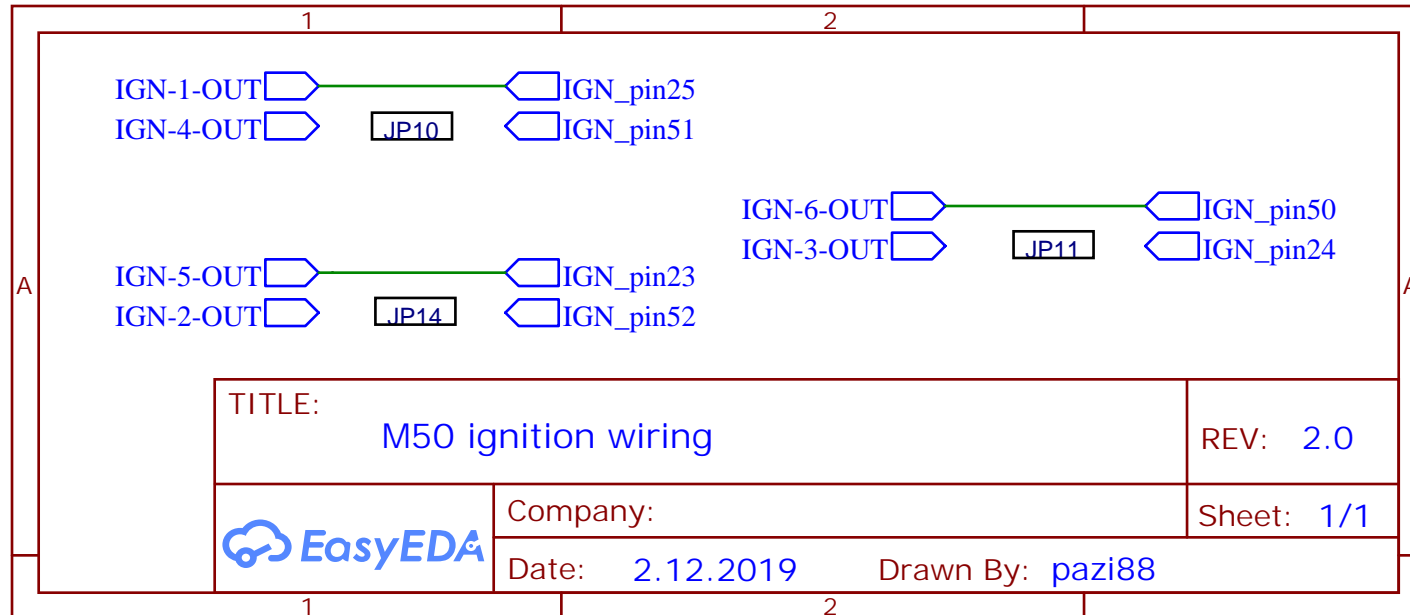 1 2
IGN-1-OUT IGN_pin25
IGN-4-OUT JP10 IGN_pin51
IGN-6-OUT IGN_pin50
IGN-3-OUT JP11 IGN_pin24
IGN-5-OUT IGN_pin23
IGN-2-OUT JP14 IGN_pin52
A A
TITLE:
M50 ignition wiring
REV: 2.0
EasyEDA
Company:
Sheet: 1/1
Date: 2.12.2019 Drawn By: pazi88
1 2